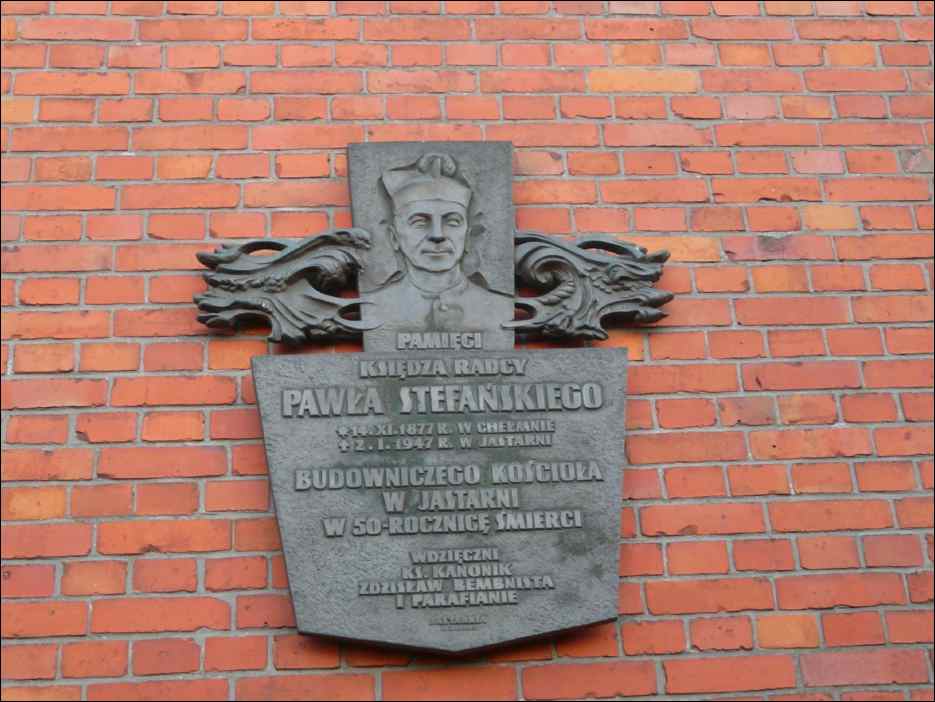 PAMIĘCI
KSIĘDZA RADCY
PAWŁA STEFAŃSKIEGO
14.XI.1877 R. W CHEŁMNIE
✝ 2.I.1947 R. W JASTARNI
BUDOWNICZEGO KOŚCIOŁA
W JASTARNI
W 50-ROCZNICĘ ŚMIERCI
WDZIĘCZNI
KS. KANONIK
ZDZISŁAW BEMBNISTA
I PARAFIANIE